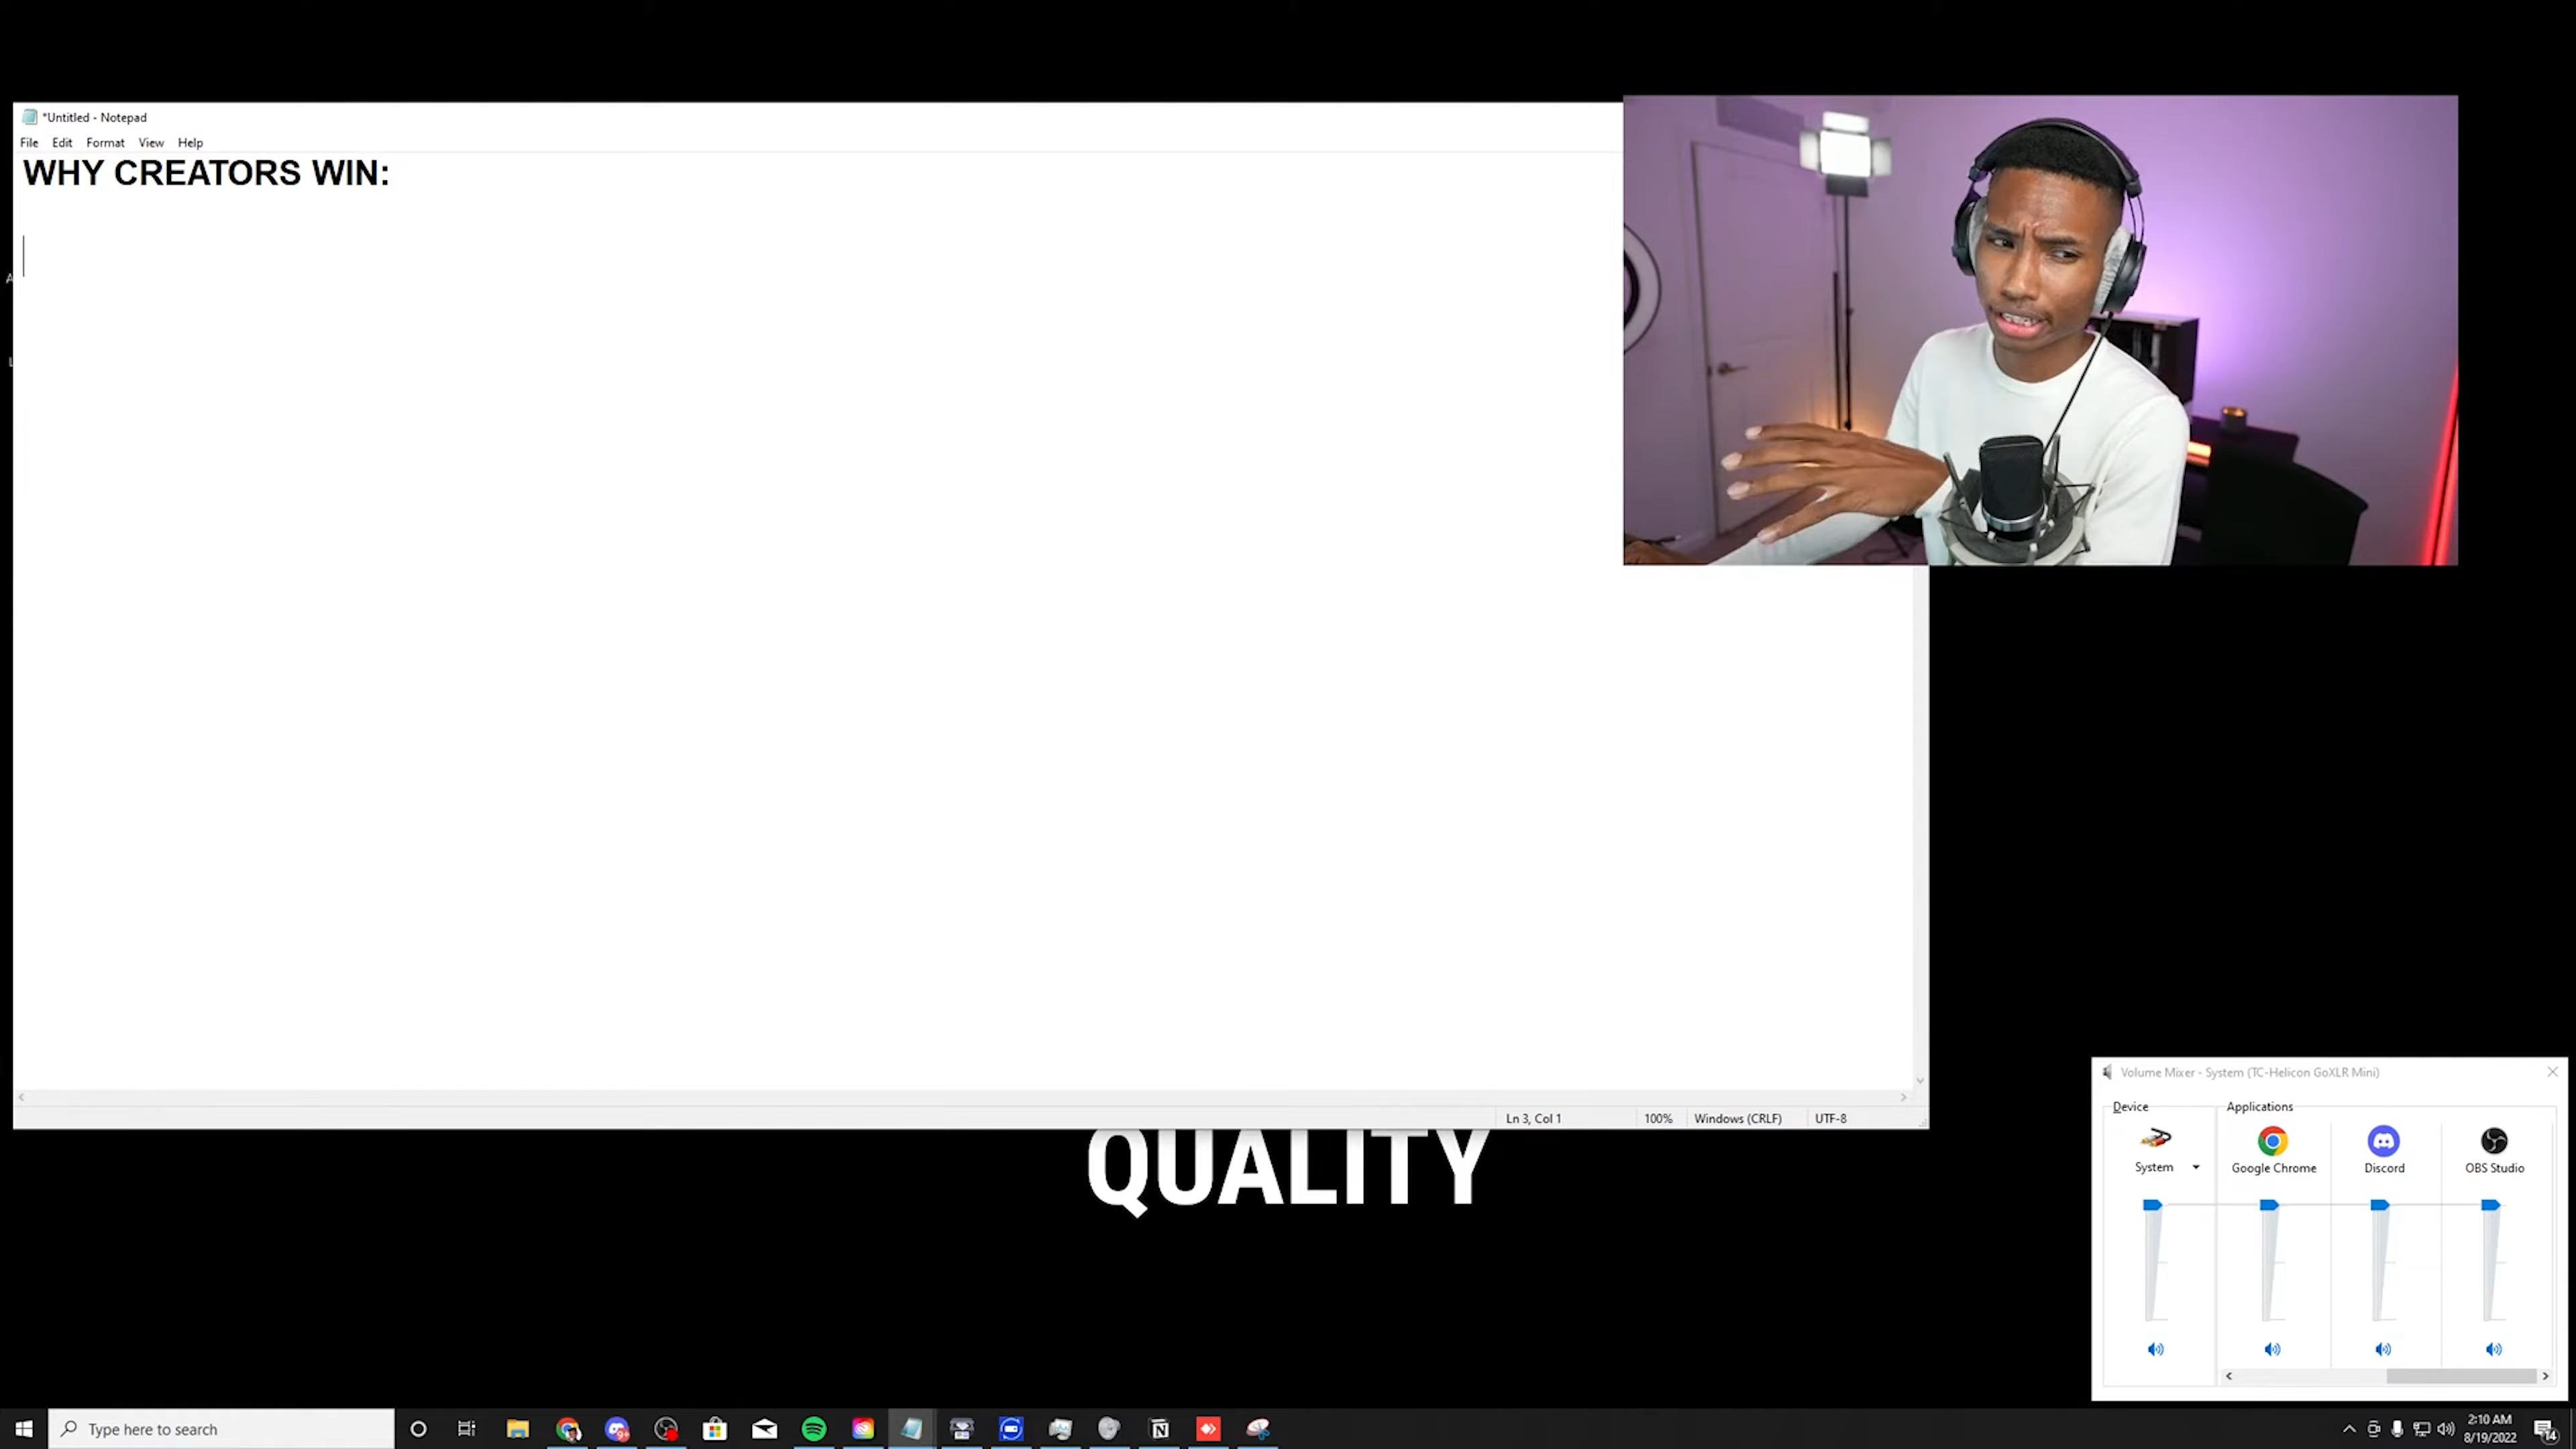 *Untitled - Notepad
File Edit Format View Help
WHY CREATORS WIN:
Ln 3, Col 1 100% Windows (CRLF) UTF-8
QUALITY
Volume Mixer - System (TC-Helicon GoXLR Mini)
Device Applications
System Google Chrome Discord OBS Studio
Type here to search
9+
2:10 AM
8/19/2022
14